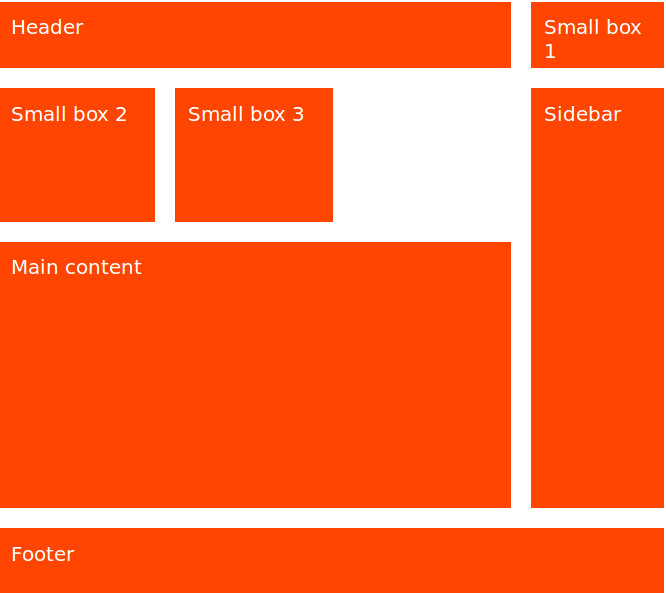 Header
Small box
1
Small box 2
Small box 3
Sidebar
Main content
Footer